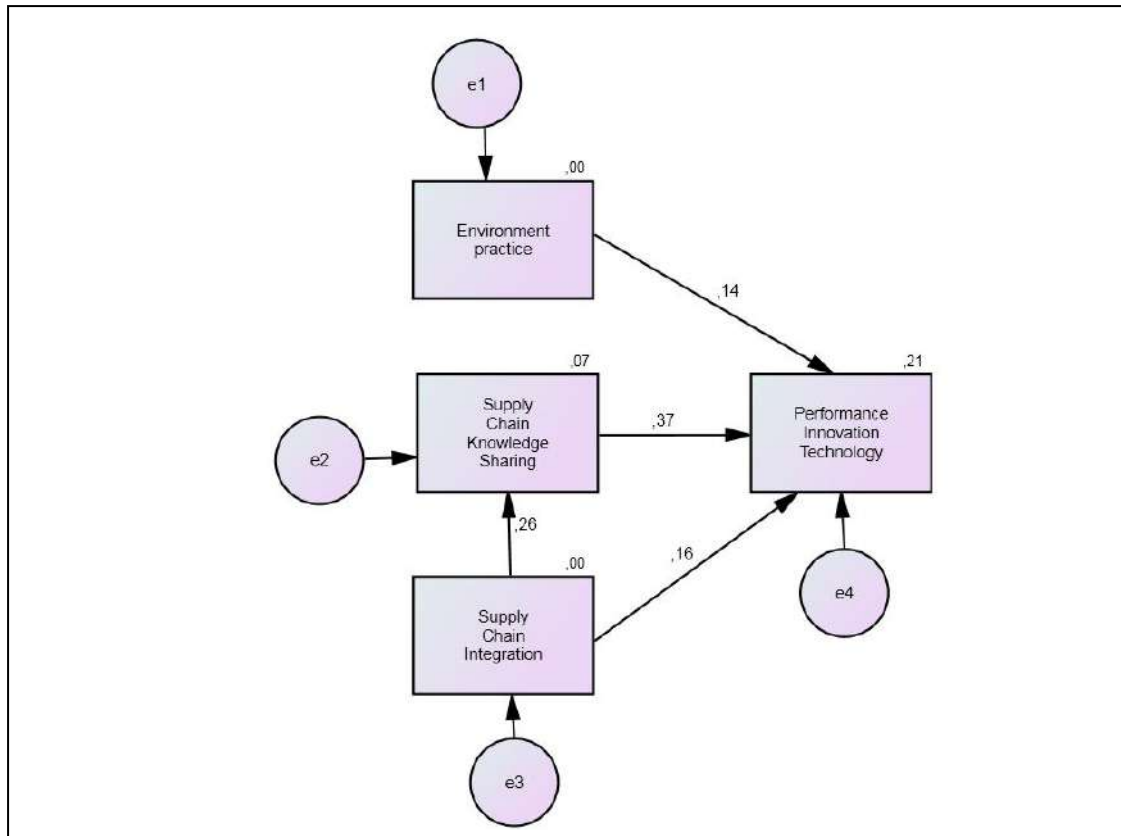 e1
,00
Environment
practice
,14
,07
,21
Supply
Chain
Knowledge
Sharing
,37
Performance
Innovation
Technology
e2
,26
,00
,16
Supply
Chain
Integration
e4
e3